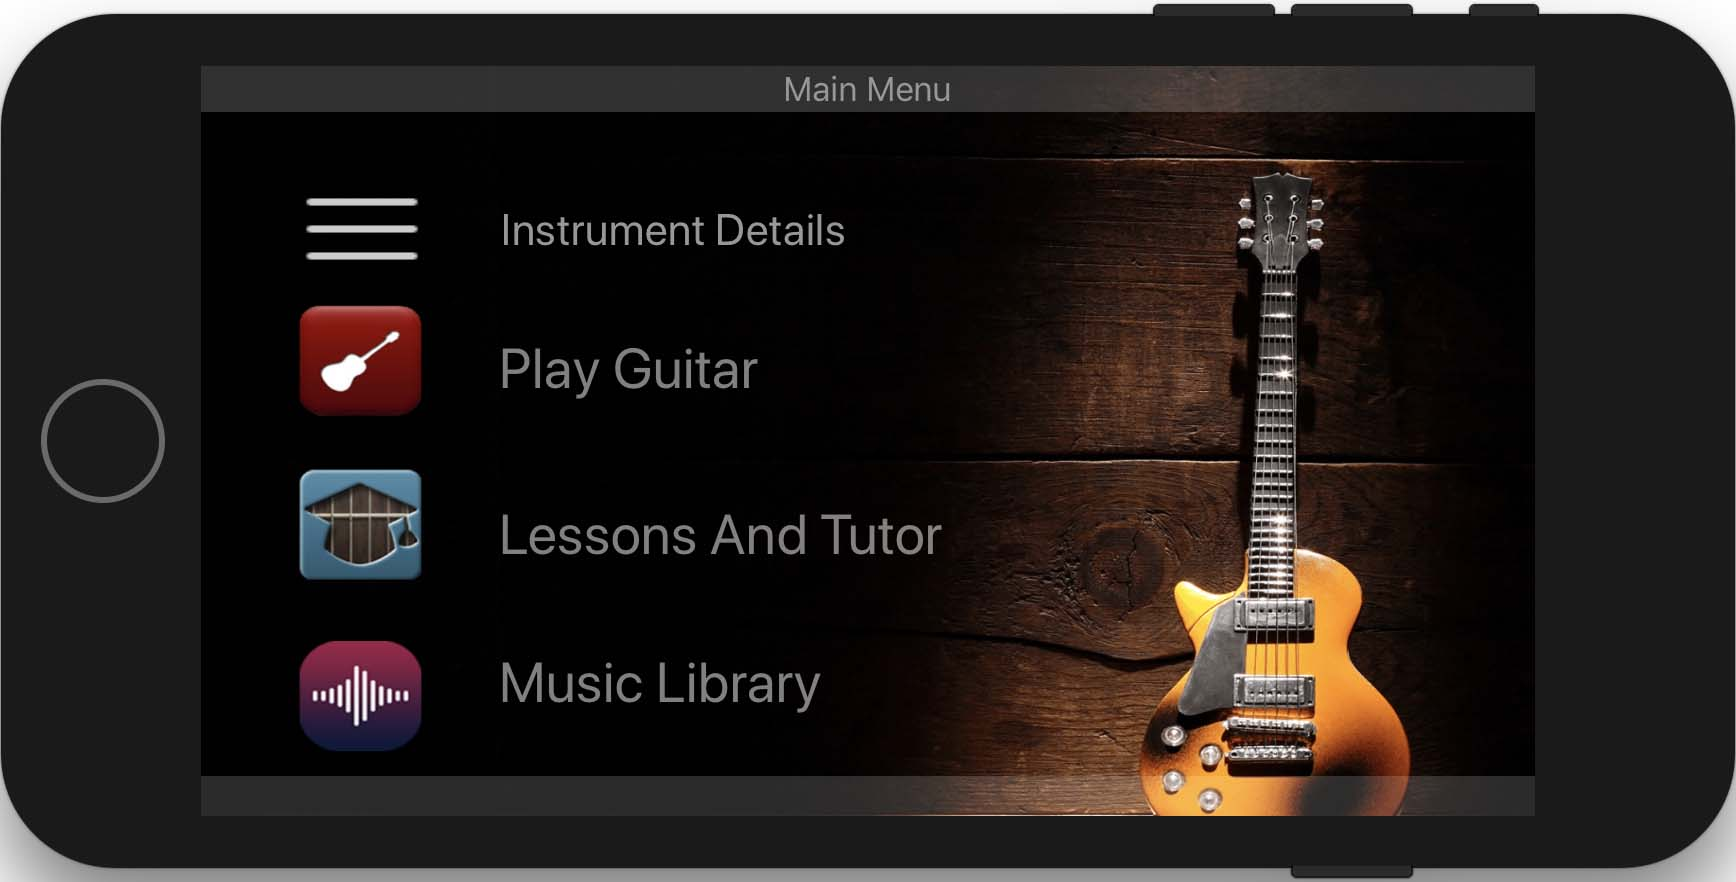 Main Menu
Instrument Details
Play Guitar
Lessons And Tutor
Music Library